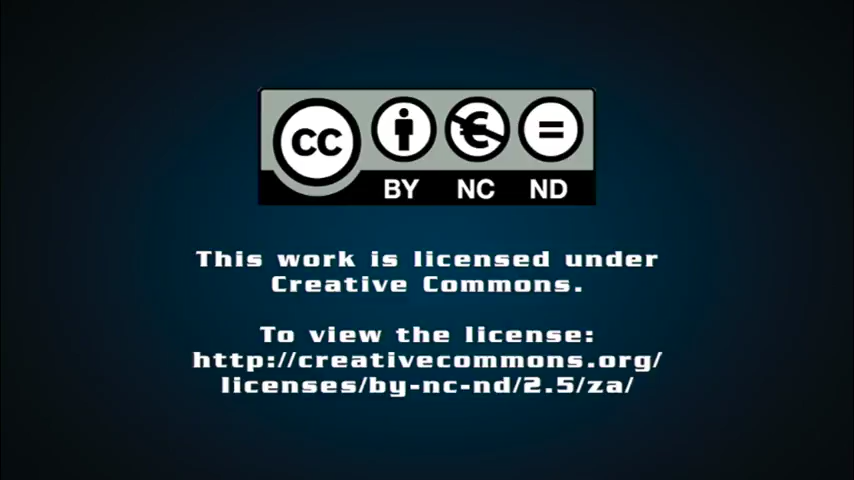 CC
BY NC ND
This work is licensed under
Creative Commons.
To view the license:
http://creativecommons.org/
licenses/by-nc-nd/2.5/za/